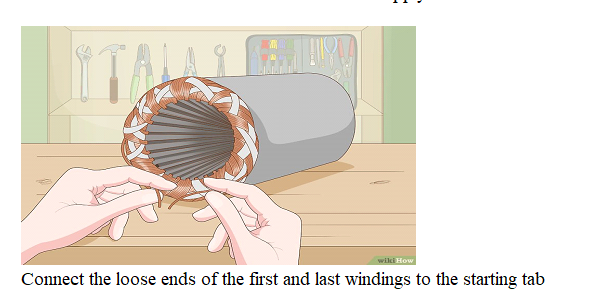 wikiHow
Connect the loose ends of the first and last windings to the starting tab